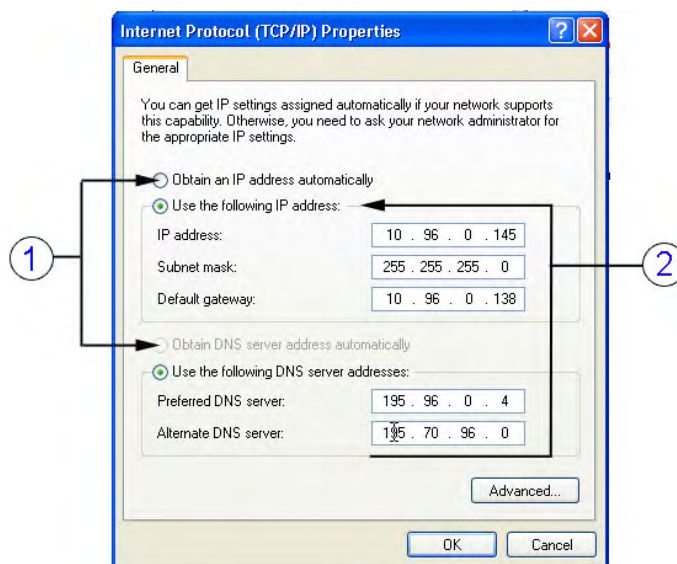 Internet Protocol (TCP/IP) Properties
General
You can get IP settings assigned automatically if your network supports
this capability. Otherwise, you need to ask your network administrator for
the appropriate IP settings.
Obtain an IP address automatically
Use the following IP address:
IP address: 10 . 96 . 0 . 145
Subnet mask: 255 . 255 . 255 . 0
Default gateway: 10 . 96 . 0 . 138
1
2
Obtain DNS server address automatically
Use the following DNS server addresses:
Preferred DNS server: 195 . 96 . 0 . 4
Alternate DNS server: 195 . 70 . 96 . 0
Advanced...
OK
Cancel